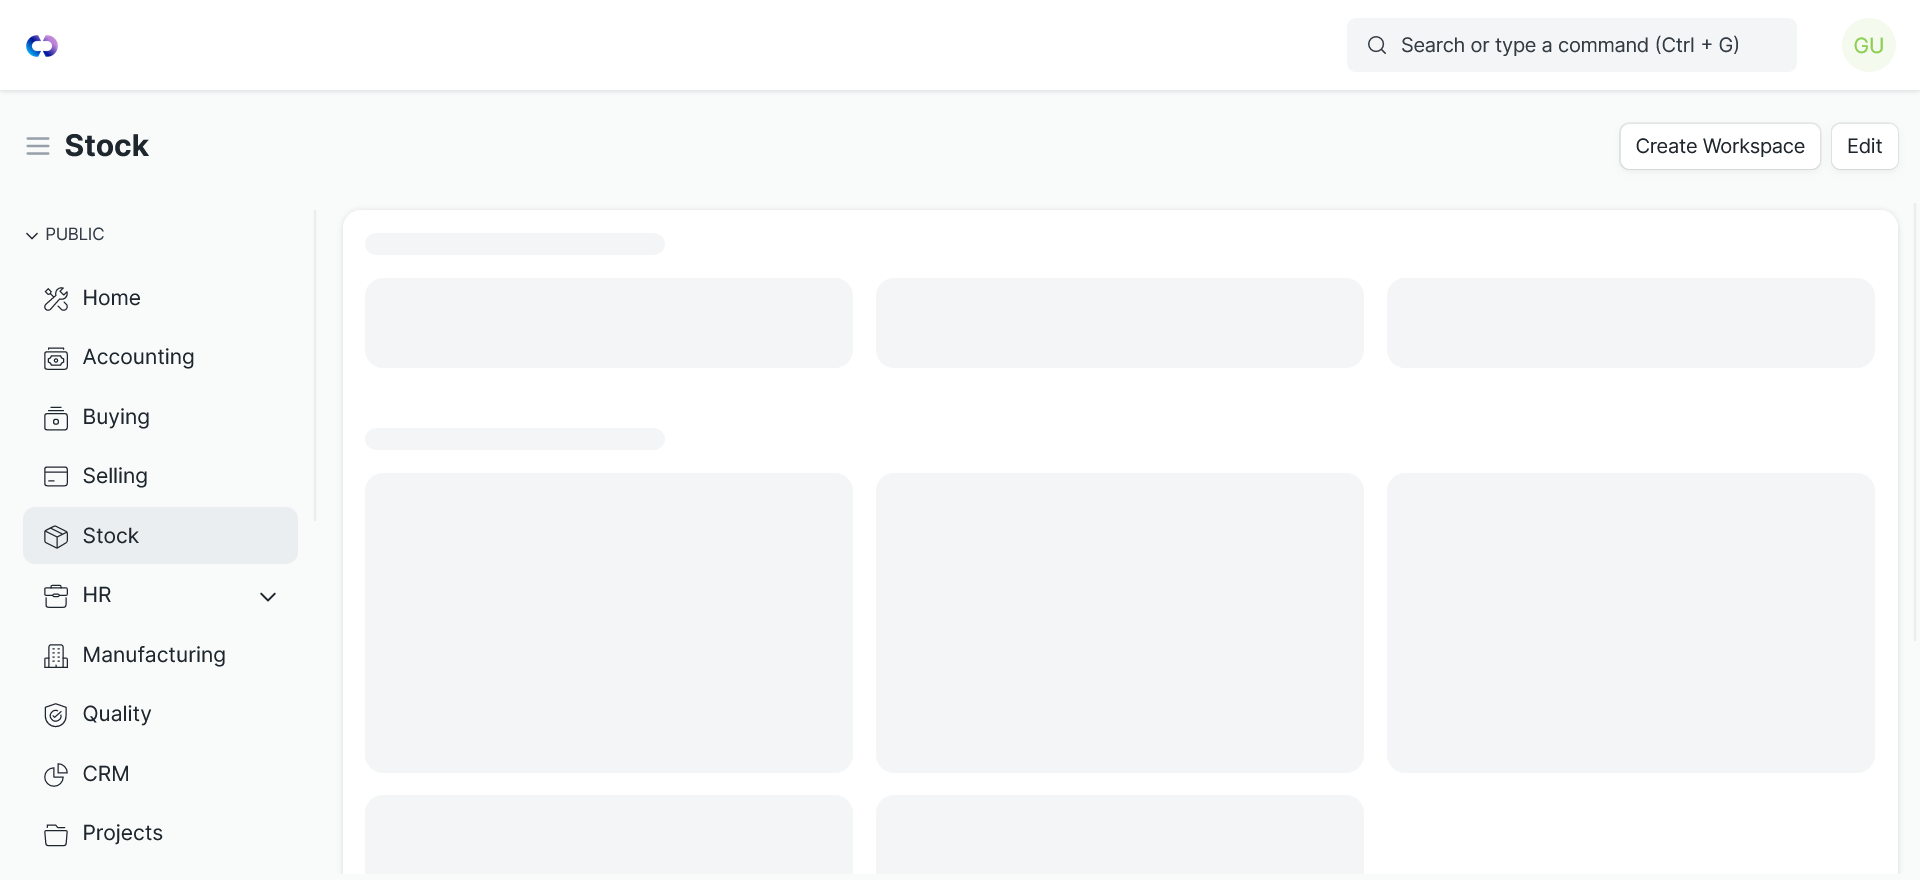 Search or type a command (Ctrl + G)
GU
Stock
Create Workspace
Edit
PUBLIC
Home
Accounting
Buying
Selling
Stock
HR
Manufacturing
Quality
CRM
Projects